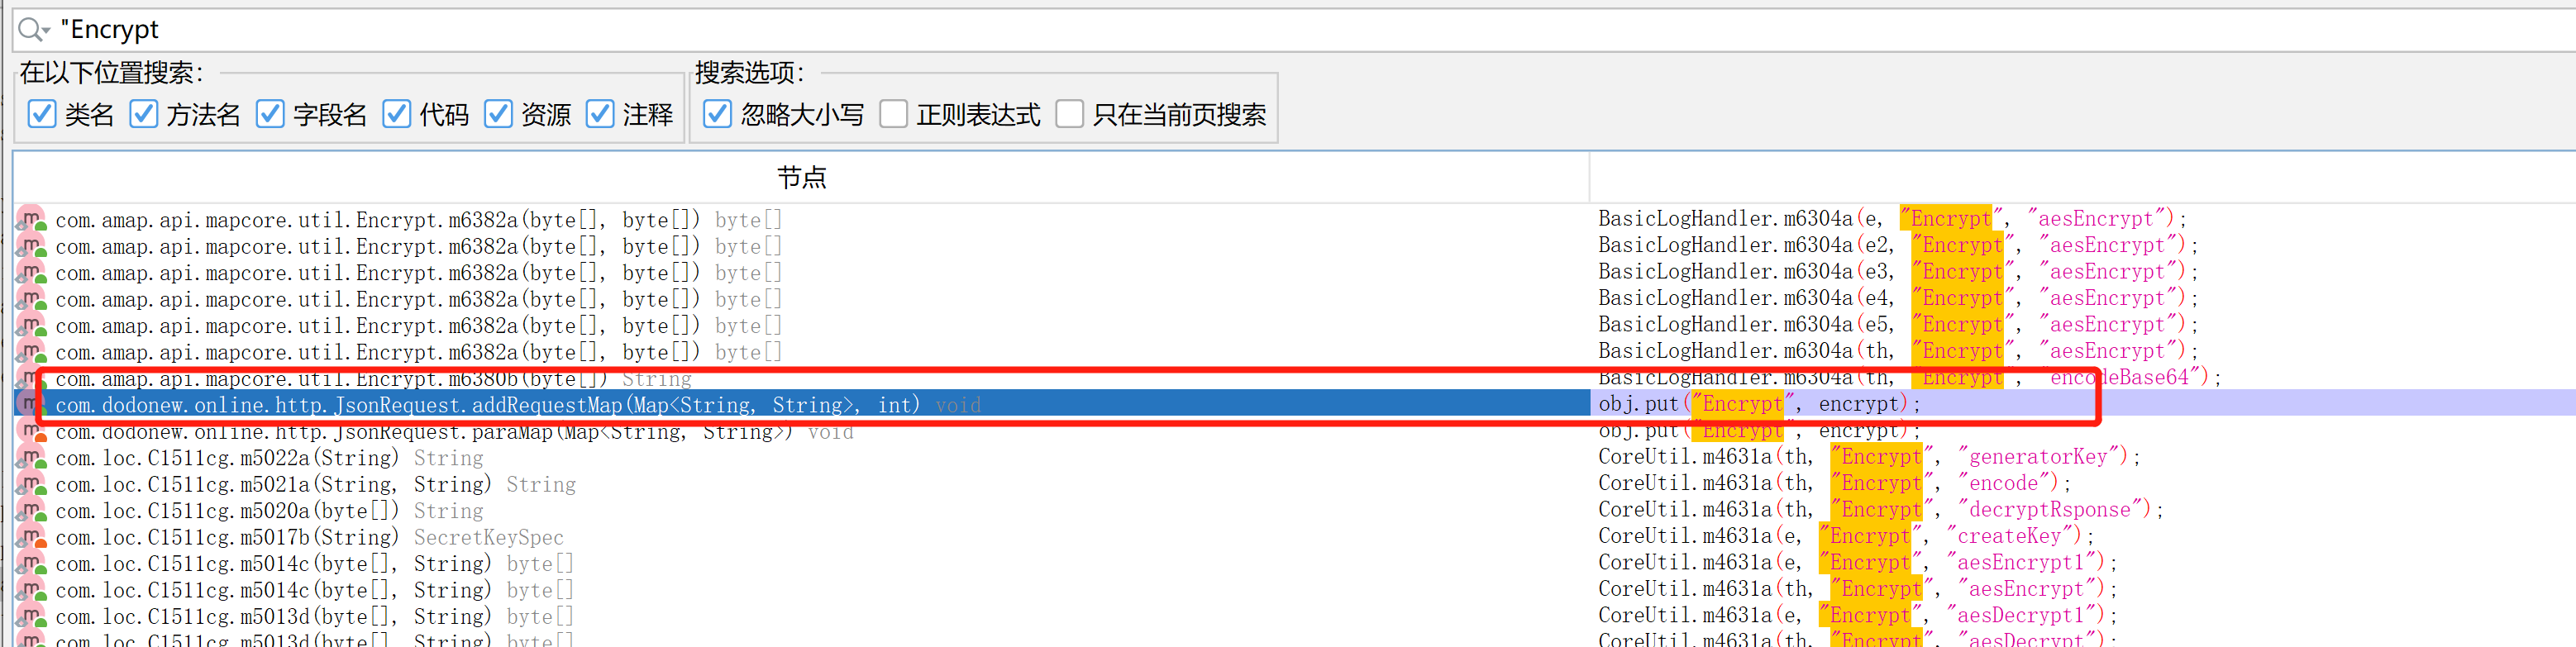 "Encrypt
在以下位置搜索: 搜索选项:
类名 方法名 字段名 代码 资源 注释 忽略大小写 正则表达式 只在当前页搜索
节点
com.amap.api.mapcore.util.Encrypt.m6382a(byte[], byte[]) byte[] BasicLogHandler.m6304a(e, "Encrypt", "aesEncrypt");
com.amap.api.mapcore.util.Encrypt.m6382a(byte[], byte[]) byte[] BasicLogHandler.m6304a(e2, "Encrypt", "aesEncrypt");
com.amap.api.mapcore.util.Encrypt.m6382a(byte[], byte[]) byte[] BasicLogHandler.m6304a(e3, "Encrypt", "aesEncrypt");
com.amap.api.mapcore.util.Encrypt.m6382a(byte[], byte[]) byte[] BasicLogHandler.m6304a(e4, "Encrypt", "aesEncrypt");
com.amap.api.mapcore.util.Encrypt.m6382a(byte[], byte[]) byte[] BasicLogHandler.m6304a(e5, "Encrypt", "aesEncrypt");
com.amap.api.mapcore.util.Encrypt.m6382a(byte[], byte[]) byte[] BasicLogHandler.m6304a(th, "Encrypt", "aesEncrypt");
com.amap.api.mapcore.util.Encrypt.m6380b(byte[]) String BasicLogHandler.m6304a(th, "Encrypt", "encodeBase64");
com.dodonew.online.http.JsonRequest.addRequestMap(Map<String, String>, int) void obj.put("Encrypt", encrypt);
com.dodonew.online.http.JsonRequest.paraMap(Map<String, String>) void obj.put("Encrypt", encrypt);
com.loc.C1511cg.m5022a(String) String CoreUtil.m4631a(th, "Encrypt", "generatorKey");
com.loc.C1511cg.m5021a(String, String) String CoreUtil.m4631a(th, "Encrypt", "encode");
com.loc.C1511cg.m5020a(byte[]) String CoreUtil.m4631a(th, "Encrypt", "decryptRsponse");
com.loc.C1511cg.m5017b(String) SecretKeySpec CoreUtil.m4631a(e, "Encrypt", "createKey");
com.loc.C1511cg.m5014c(byte[], String) byte[] CoreUtil.m4631a(e, "Encrypt", "aesEncrypt1");
com.loc.C1511cg.m5014c(byte[], String) byte[] CoreUtil.m4631a(th, "Encrypt", "aesEncrypt");
com.loc.C1511cg.m5013d(byte[], String) byte[] CoreUtil.m4631a(e, "Encrypt", "aesDecrypt1");
com.loc.C1511cg.m5013d(byte[], String) byte[] CoreUtil.m4631a(th, "Encrypt", "aesDecrypt");